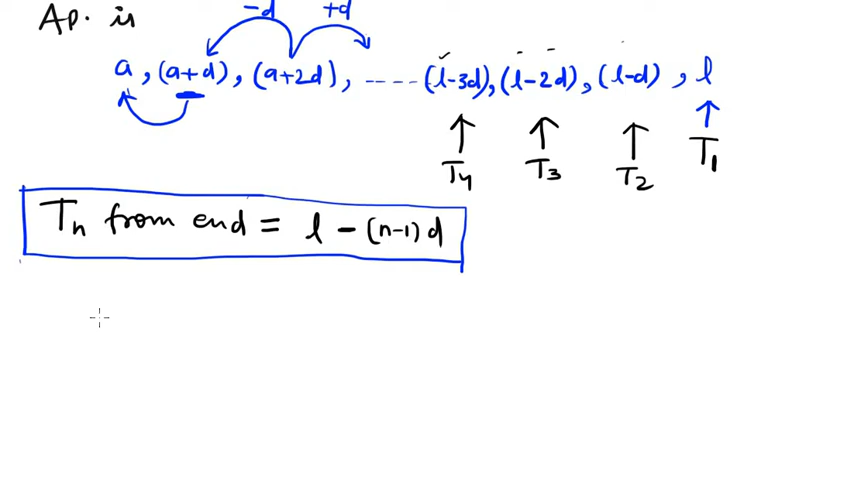 AP. is
-d +d
a, (a+d), (a+2d), ----- (l-3d), (l-2d), (l-d), l
T4 T3 T2 T1
Tn from end = l - (n-1) d